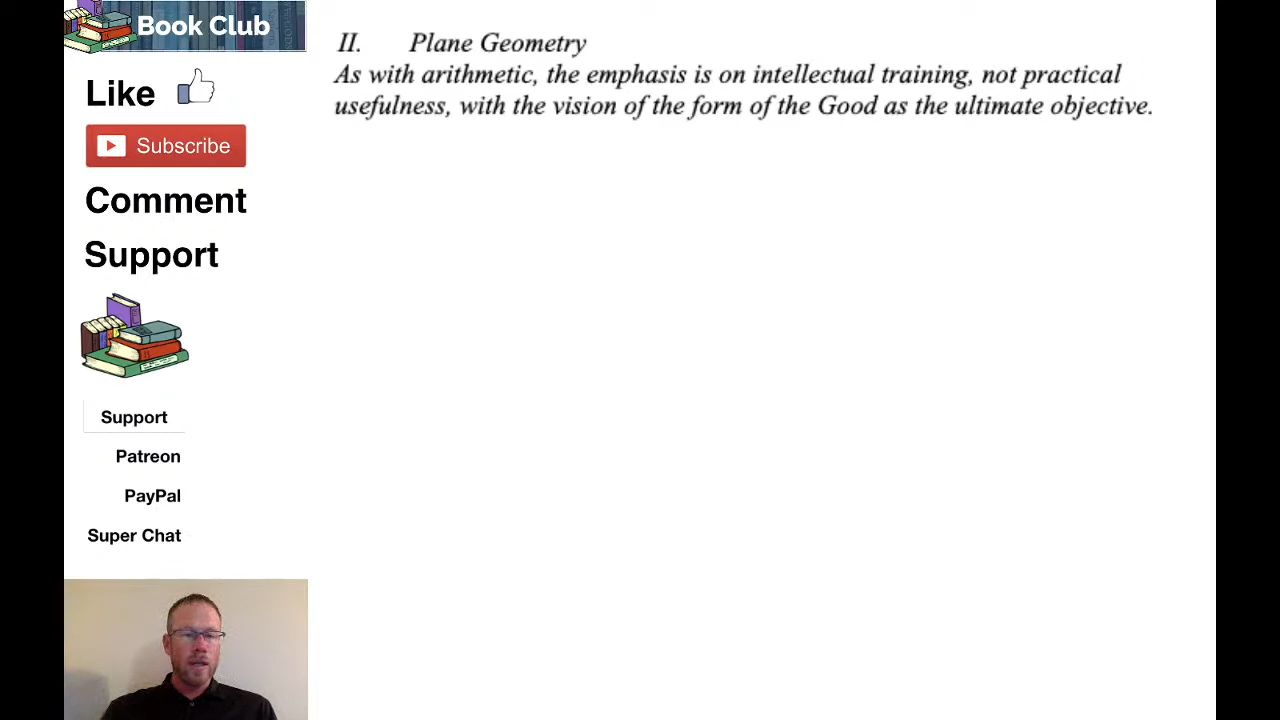 Book Club
Like
Subscribe
Comment
Support
Support
Patreon
PayPal
Super Chat
II. Plane Geometry
As with arithmetic, the emphasis is on intellectual training, not practical
usefulness, with the vision of the form of the Good as the ultimate objective.